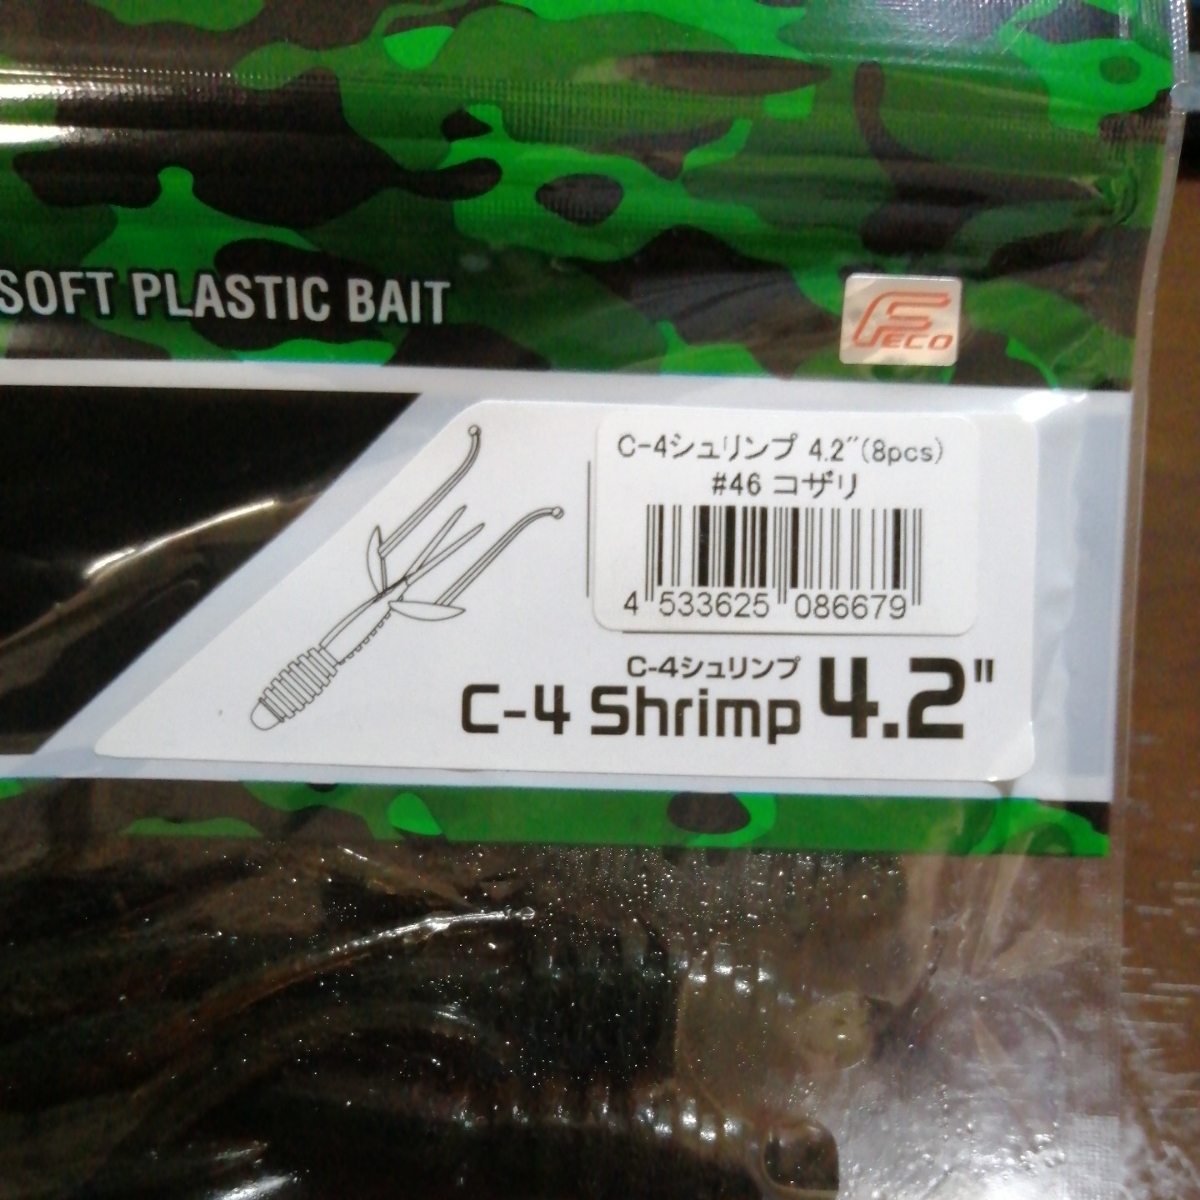 SOFT PLASTIC BAIT
FECO
C-4シュリンプ 4.2"(8pcs)
#46 コザリ
4 533625 086679
C-4シュリンプ
C-4 Shrimp 4.2"